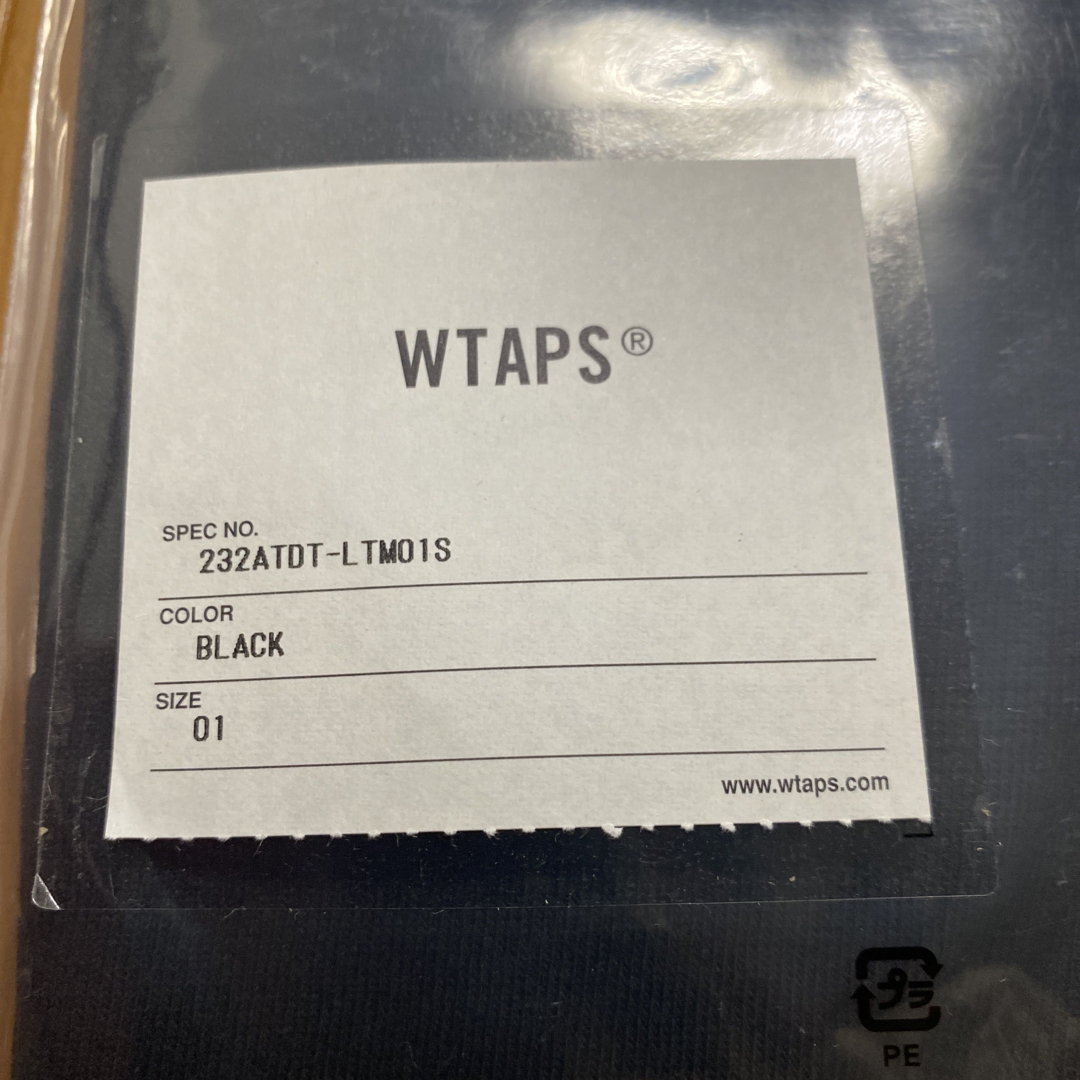 WTAPS®
SPEC NO.
232ATDT-LTM01S
COLOR
BLACK
SIZE
01
www.wtaps.com
プラ
PE